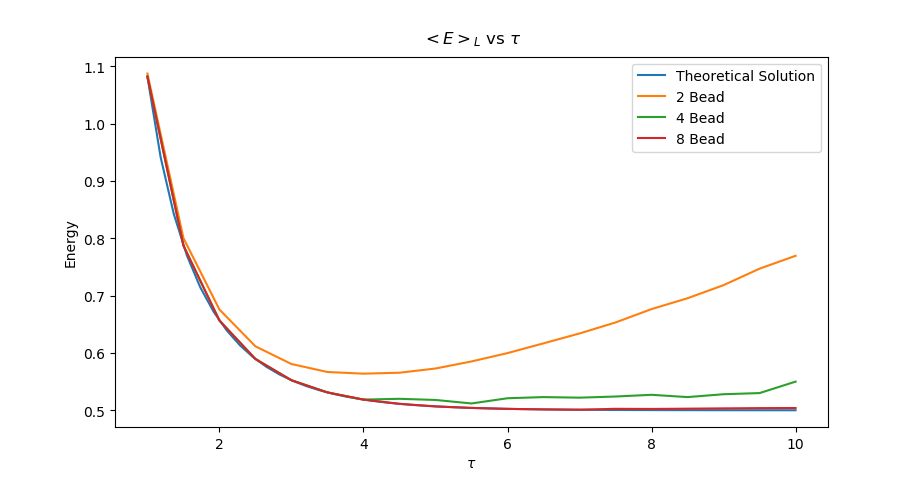 < E >_L vs τ
Theoretical Solution
2 Bead
4 Bead
8 Bead
1.1
1.0
0.9
0.8
0.7
0.6
0.5
Energy
2 4 6 8 10
τ